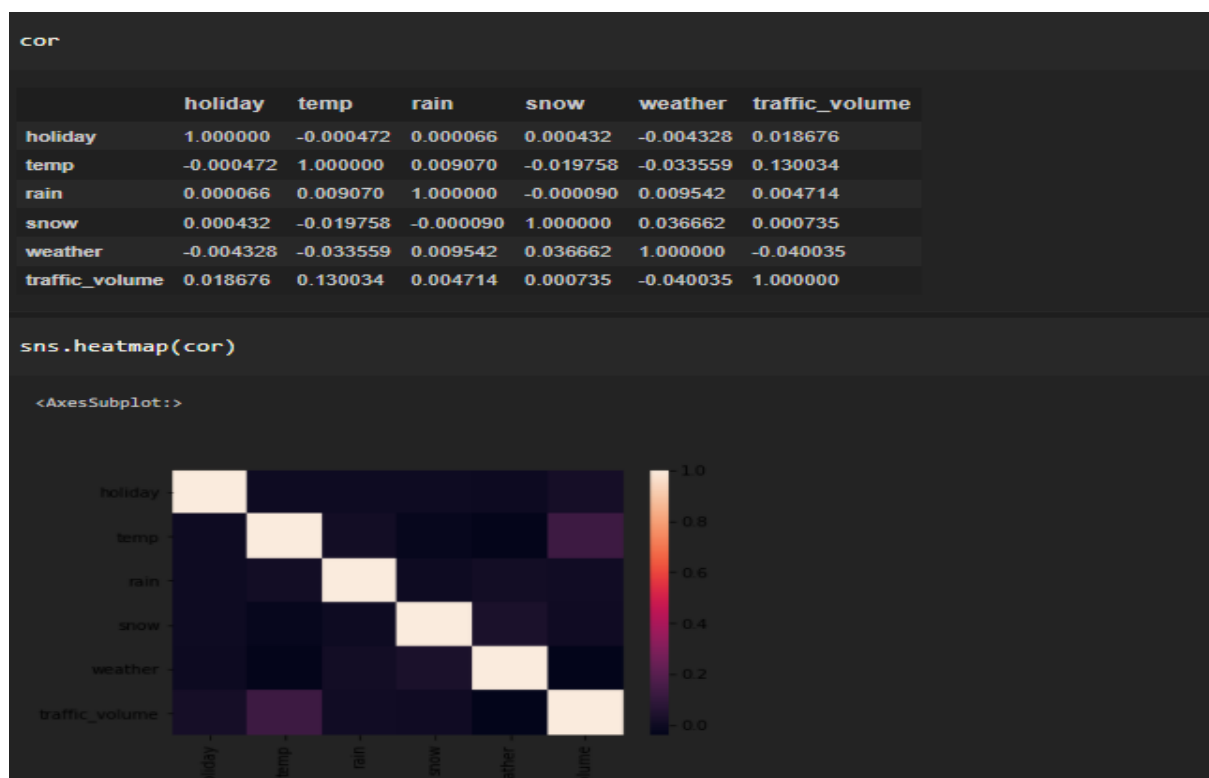 cor
holiday temp rain snow weather traffic_volume
holiday 1.000000 -0.000472 0.000066 0.000432 -0.004328 0.018676
temp -0.000472 1.000000 0.009070 -0.019758 -0.033559 0.130034
rain 0.000066 0.009070 1.000000 -0.000090 0.009542 0.004714
snow 0.000432 -0.019758 -0.000090 1.000000 0.036662 0.000735
weather -0.004328 -0.033559 0.009542 0.036662 1.000000 -0.040035
traffic_volume 0.018676 0.130034 0.004714 0.000735 -0.040035 1.000000
sns.heatmap(cor)
<AxesSubplot:>
holiday
temp
rain
snow
weather
traffic_volume
1.0
0.8
0.6
0.4
0.2
0.0
liday
temp
rain
snow
ather
lume